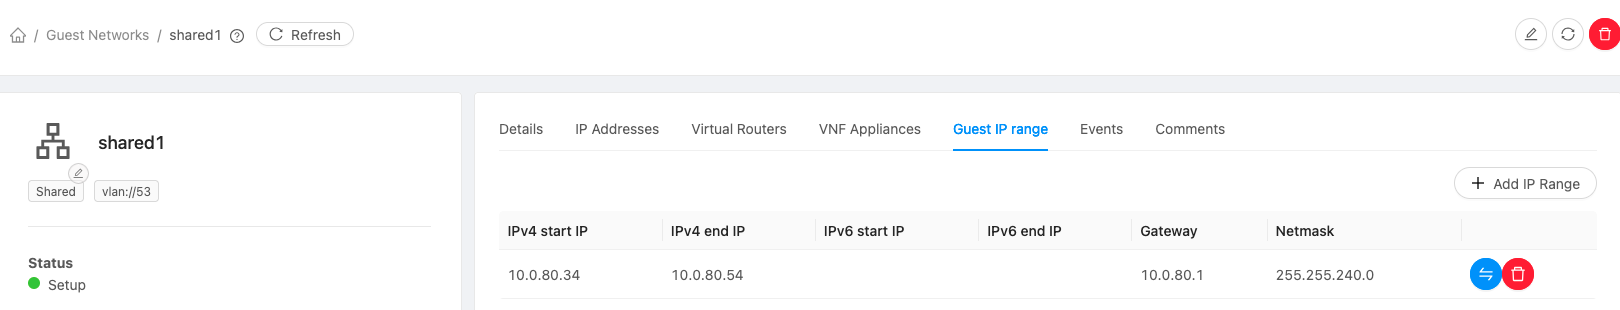 / Guest Networks / shared1 Refresh
shared1
Shared vlan://53
Status
Setup
Details IP Addresses Virtual Routers VNF Appliances Guest IP range Events Comments
+ Add IP Range
IPv4 start IP IPv4 end IP IPv6 start IP IPv6 end IP Gateway Netmask
10.0.80.34 10.0.80.54 10.0.80.1 255.255.240.0